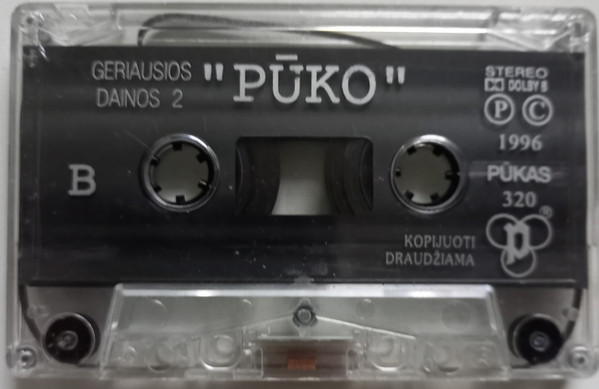 GERIAUSIOS
DAINOS 2
"PŪKO"
STEREO
DOLBY B
P C
1996
PŪKAS
320
B
KOPIJUOTI
DRAUDŽIAMA
p ®